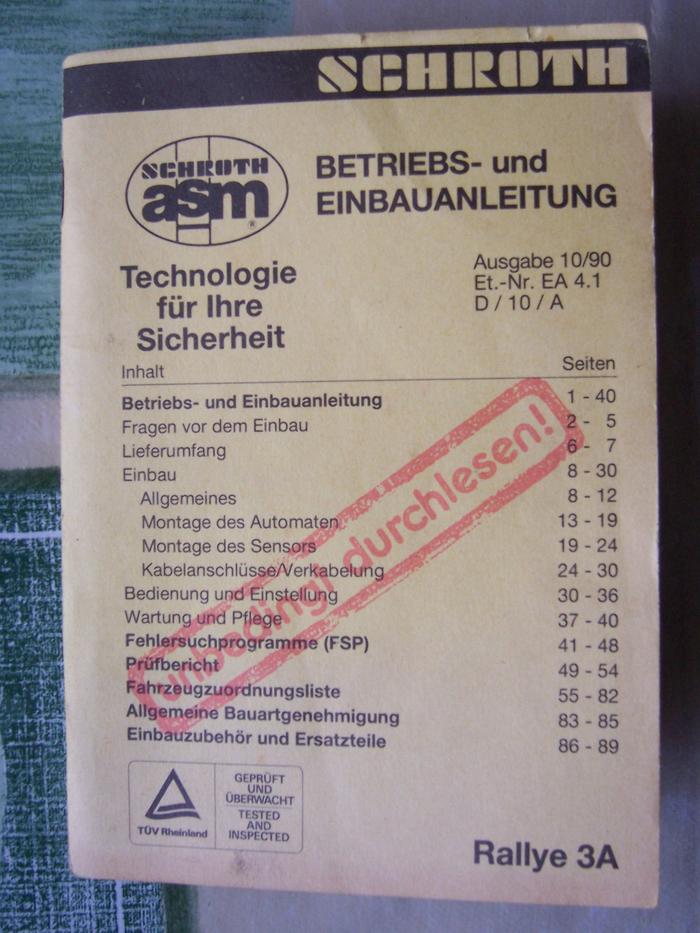 SCHROTH
SCHROTH
asm
®
BETRIEBS- und
EINBAUANLEITUNG
Technologie
für Ihre
Sicherheit
Ausgabe 10/90
Et.-Nr. EA 4.1
D / 10 / A
Inhalt Seiten
Betriebs- und Einbauanleitung 1 - 40
Fragen vor dem Einbau 2 - 5
Lieferumfang 6 - 7
Einbau 8 - 30
Allgemeines 8 - 12
Montage des Automaten 13 - 19
Montage des Sensors 19 - 24
Kabelanschlüsse/Verkabelung 24 - 30
Bedienung und Einstellung 30 - 36
Wartung und Pflege 37 - 40
Fehlersuchprogramme (FSP) 41 - 48
Prüfbericht 49 - 54
Fahrzeugzuordnungsliste 55 - 82
Allgemeine Bauartgenehmigung 83 - 85
Einbauzubehör und Ersatzteile 86 - 89
unbedingt durchlesen!
TÜV Rheinland
GEPRÜFT
UND
ÜBERWACHT
TESTED
AND
INSPECTED
Rallye 3A